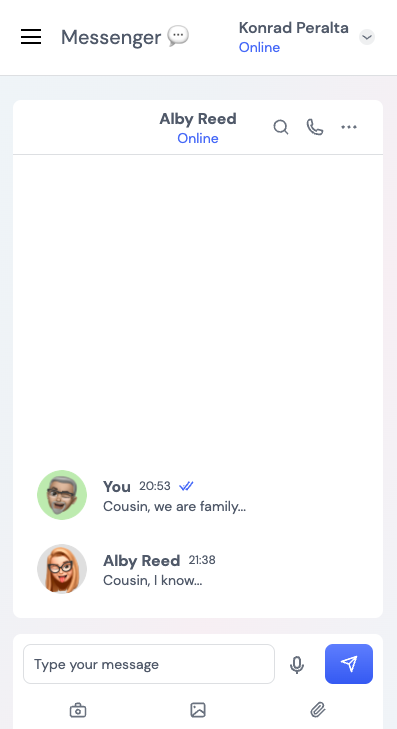 Messenger 💬
Konrad Peralta
Online
Alby Reed
Online
You 20:53
Cousin, we are family...
Alby Reed 21:38
Cousin, I know...
Type your message